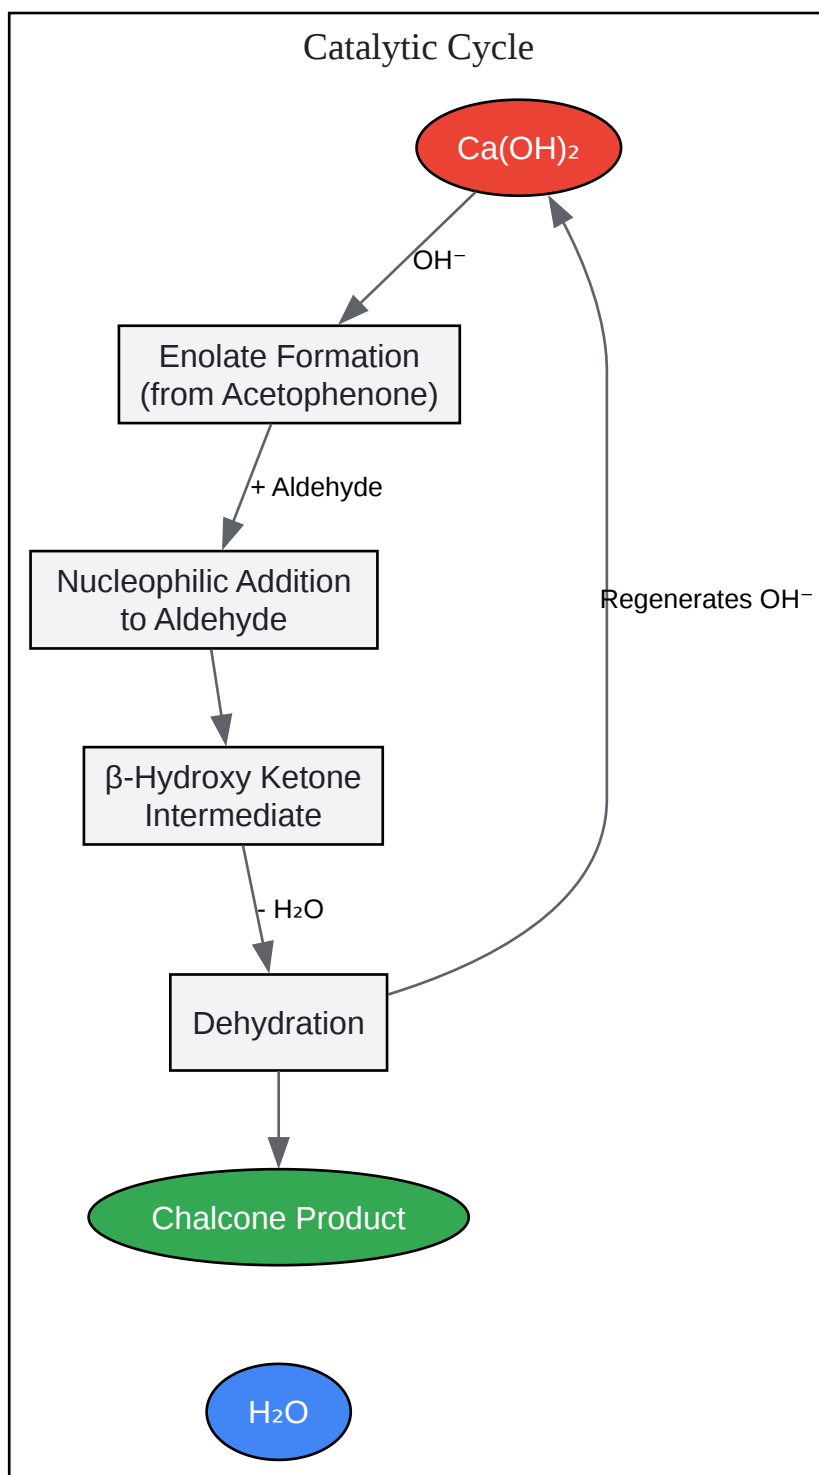 Catalytic Cycle
Ca(OH)₂
OH⁻
Enolate Formation
(from Acetophenone)
+ Aldehyde
Nucleophilic Addition
to Aldehyde
Regenerates OH⁻
β-Hydroxy Ketone
Intermediate
- H₂O
Dehydration
Chalcone Product
H₂O